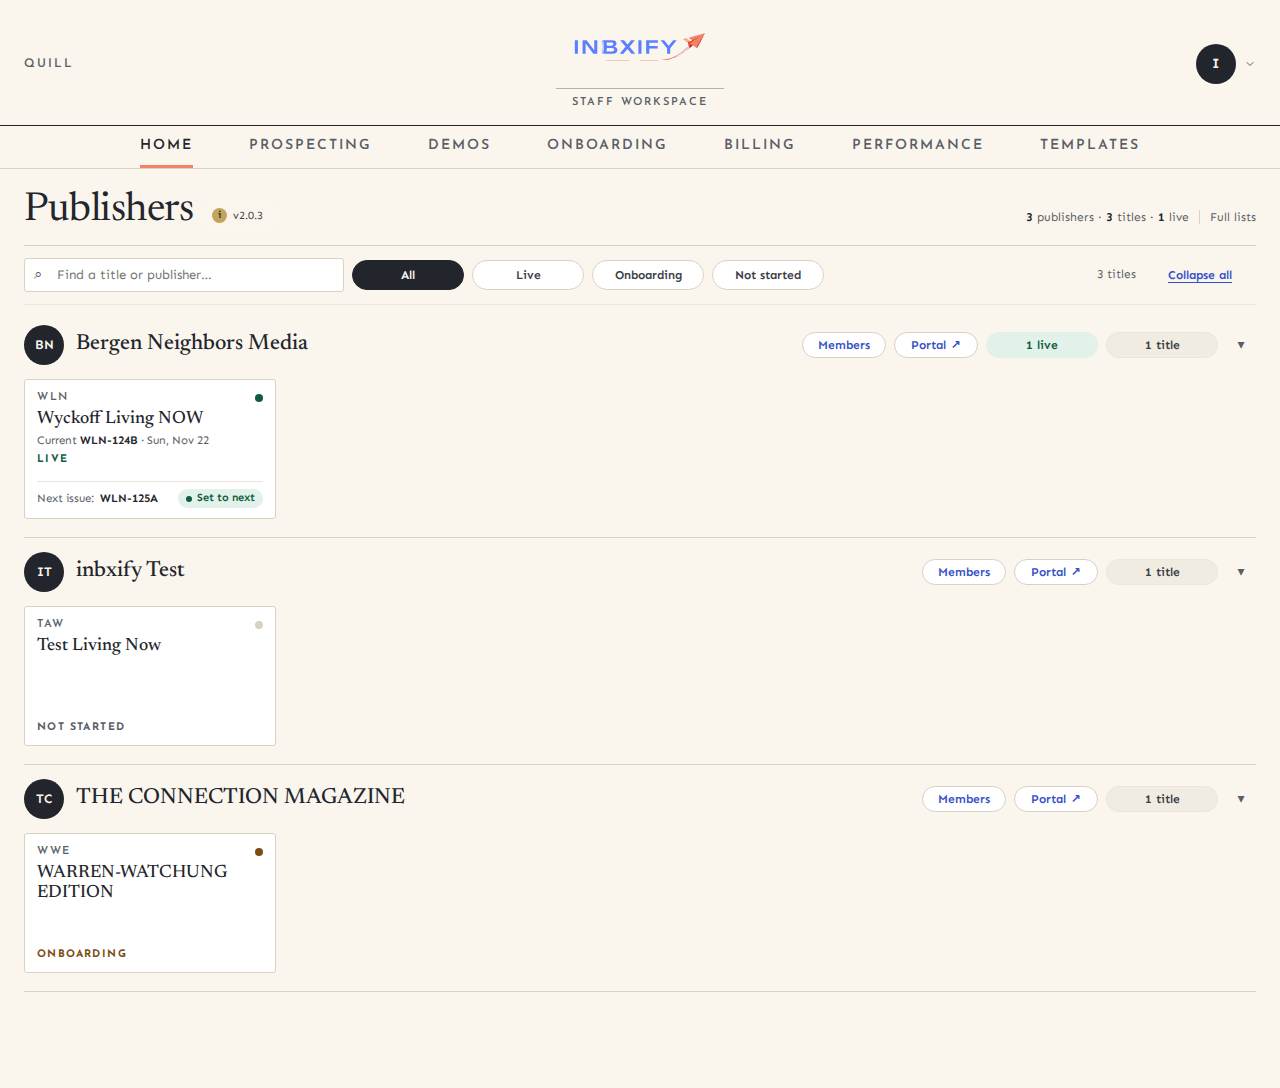 QUILL
INBXIFY
STAFF WORKSPACE
I
HOME PROSPECTING DEMOS ONBOARDING BILLING PERFORMANCE TEMPLATES
Publishers i v2.0.3
3 publishers · 3 titles · 1 live Full lists
Find a title or publisher... All Live Onboarding Not started 3 titles Collapse all
BN Bergen Neighbors Media Members Portal ↗ 1 live 1 title ▼
WLN
Wyckoff Living NOW
Current WLN-124B · Sun, Nov 22
LIVE
Next issue: WLN-125A Set to next
IT inbxify Test Members Portal ↗ 1 title ▼
TAW
Test Living Now
NOT STARTED
TC THE CONNECTION MAGAZINE Members Portal ↗ 1 title ▼
WWE
WARREN-WATCHUNG
EDITION
ONBOARDING